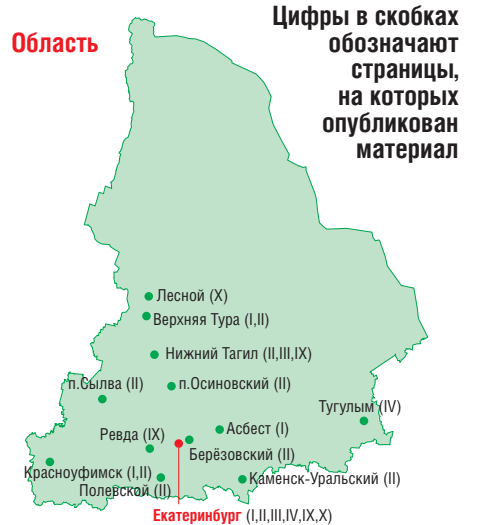 Область
Цифры в скобках
обозначают
страницы,
на которых
опубликован
материал
Лесной (X)
Верхняя Тура (I,II)
Нижний Тагил (II,III,IX)
п.Сылва (II)
п.Осиновский (II)
Тугулым (IV)
Асбест (I)
Ревда (IX)
Берёзовский (II)
Красноуфимск (I,II)
Полевской (II)
Каменск-Уральский (II)
Екатеринбург (I,II,III,IV,IX,X)